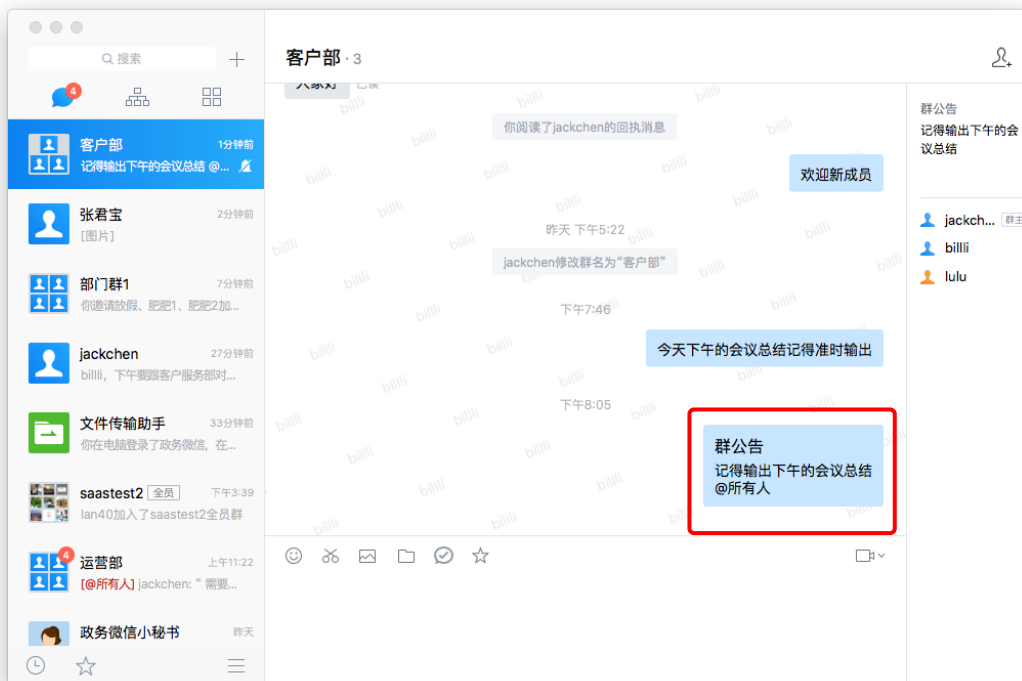 搜索
4
客户部
1分钟前
记得输出下午的会议总结 @...
张君宝
2分钟前
[图片]
部门群1
7分钟前
你邀请放假、肥肥1、肥肥2加...
jackchen
27分钟前
billli，下午要跟客户服务部对...
文件传输助手
33分钟前
你在电脑登录了政务微信，在...
saastest2 全员
下午3:39
lan40加入了saastest2全员群
4
运营部
上午11:22
[@所有人] jackchen: “ 需要...
政务微信小秘书
昨天
客户部 · 3
大家好 已读
你阅读了jackchen的回执消息
欢迎新成员
昨天 下午5:22
jackchen修改群名为“客户部”
下午7:46
今天下午的会议总结记得准时输出
下午8:05
群公告
记得输出下午的会议总结
@所有人
群公告
记得输出下午的会
议总结
jackch... 群主
billli
lulu
billli